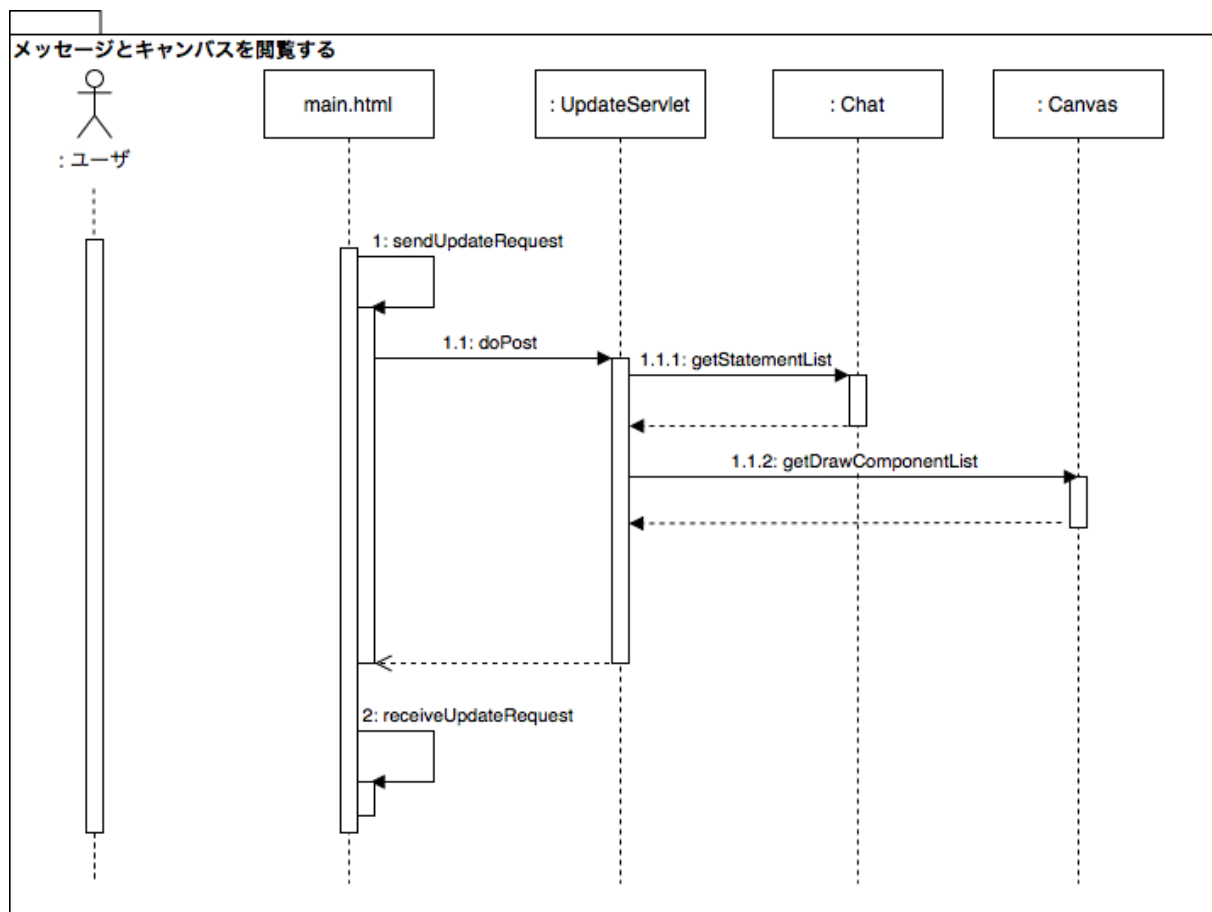 メッセージとキャンバスを閲覧する
: ユーザ
main.html
: UpdateServlet
: Chat
: Canvas
1: sendUpdateRequest
1.1: doPost
1.1.1: getStatementList
1.1.2: getDrawComponentList
2: receiveUpdateRequest